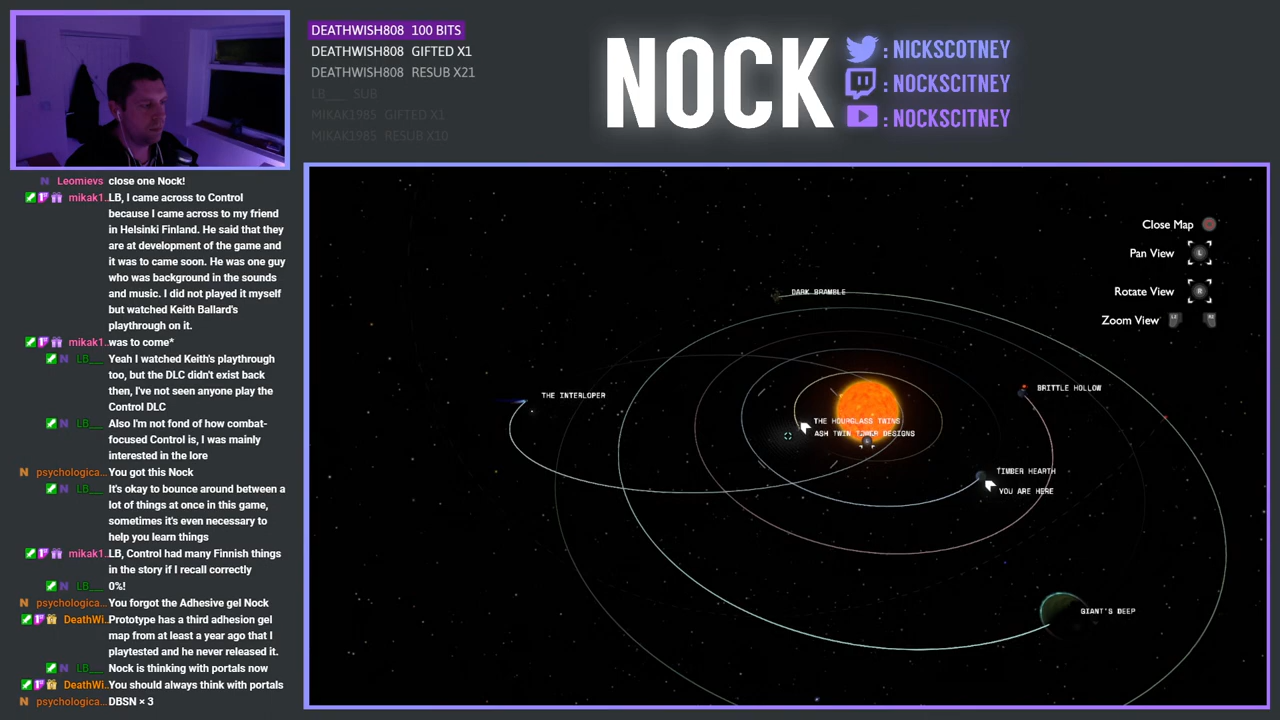 DEATHWISH808 100 BITS
DEATHWISH808 GIFTED X1
DEATHWISH808 RESUB X21
LB___ SUB
MIKAK1985 GIFTED X1
MIKAK1985 RESUB X10
NOCK
: NICKSCOTNEY
: NOCKSCITNEY
: NOCKSCITNEY
Leomievs close one Nock!
mikak1.. LB, I came across to Control
because I came across to my friend
in Helsinki Finland. He said that they
are at development of the game and
it was to came soon. He was one guy
who was background in the sounds
and music. I did not played it myself
but watched Keith Ballard's
playthrough on it.
mikak1.. was to come*
LB___ Yeah I watched Keith's playthrough
too, but the DLC didn't exist back
then, I've not seen anyone play the
Control DLC
LB___ Also I'm not fond of how combat-
focused Control is, I was mainly
interested in the lore
psychologica.. You got this Nock
LB___ It's okay to bounce around between a
lot of things at once in this game,
sometimes it's even necessary to
help you learn things
mikak1.. LB, Control had many Finnish things
in the story if I recall correctly
LB___ 0%!
psychologica.. You forgot the Adhesive gel Nock
DeathWi.. Prototype has a third adhesion gel
map from at least a year ago that I
playtested and he never released it.
LB___ Nock is thinking with portals now
DeathWi.. You should always think with portals
psychologica.. DBSN × 3
Close Map
Pan View
L
Rotate View
R
Zoom View
DARK BRAMBLE
THE INTERLOPER
BRITTLE HOLLOW
THE HOURGLASS TWINS
ASH TWIN TOWER DESIGNS
TIMBER HEARTH
YOU ARE HERE
GIANT'S DEEP